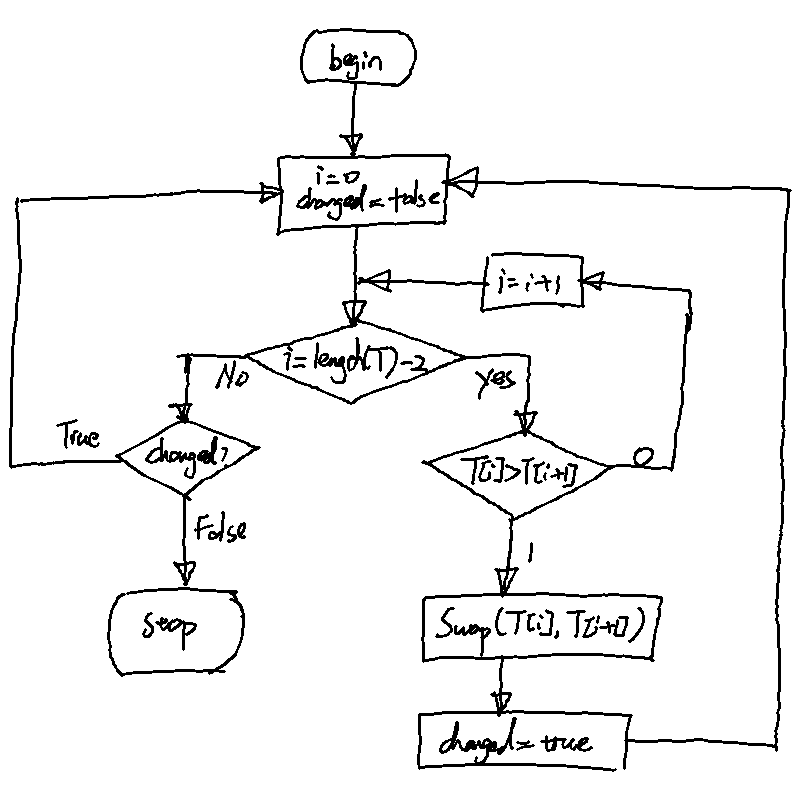 begin
i=0
changed=false
i=i+1
i=length(T)-2
No
yes
True
changed?
T[i]>T[i+1]
0
False
1
Stop
Swap(T[i], T[i+1])
changed=true